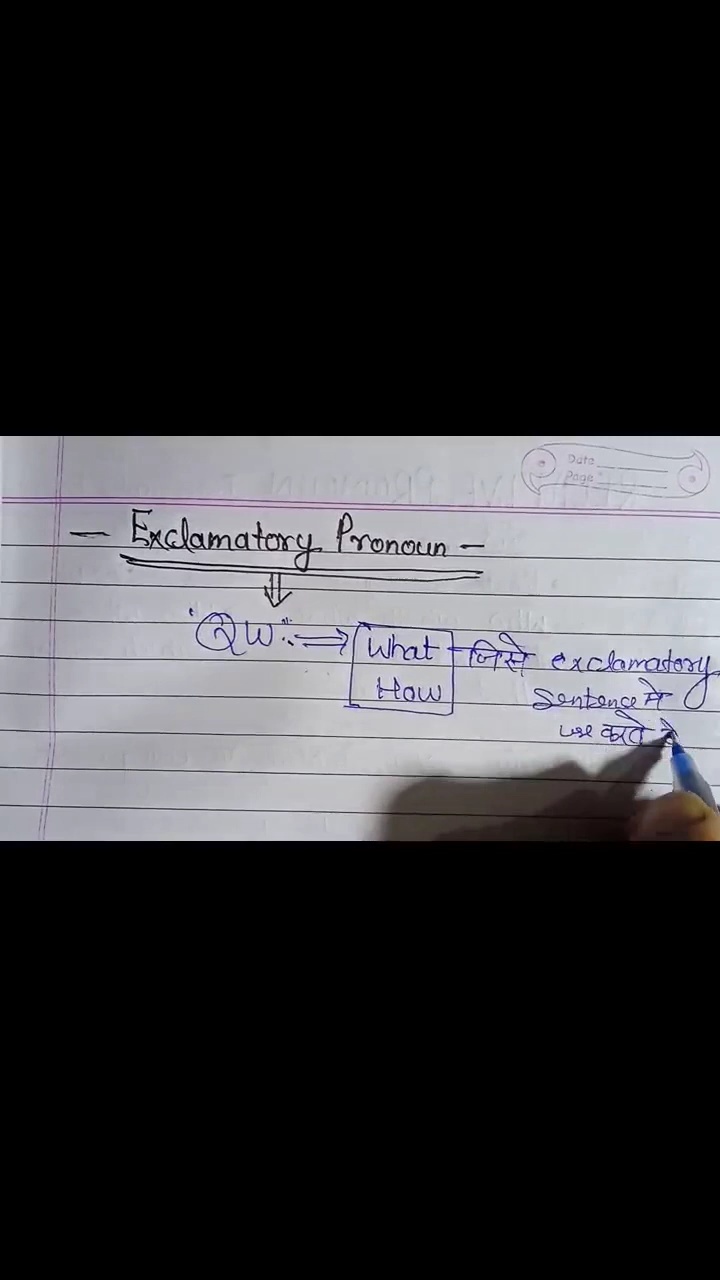 Date
Page
— Exclamatory Pronoun —
"QW" ⇒ What - जिसे exclamatory
How sentence मे
use करते